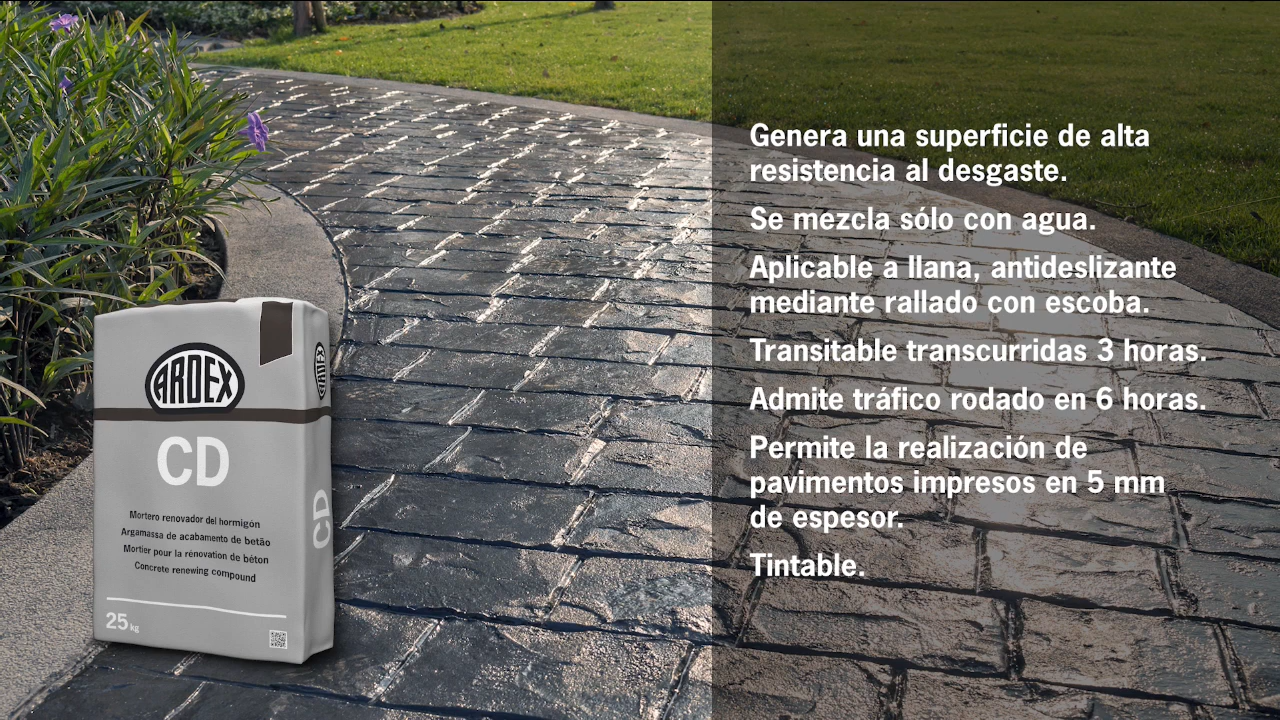 ARDEX
ARDEX
CD
CD
Mortero renovador del hormigón
Argamassa de acabamento de betão
Mortier pour la rénovation de béton
Concrete renewing compound
25 kg
Genera una superficie de alta
resistencia al desgaste.
Se mezcla sólo con agua.
Aplicable a llana, antideslizante
mediante rallado con escoba.
Transitable transcurridas 3 horas.
Admite tráfico rodado en 6 horas.
Permite la realización de
pavimentos impresos en 5 mm
de espesor.
Tintable.